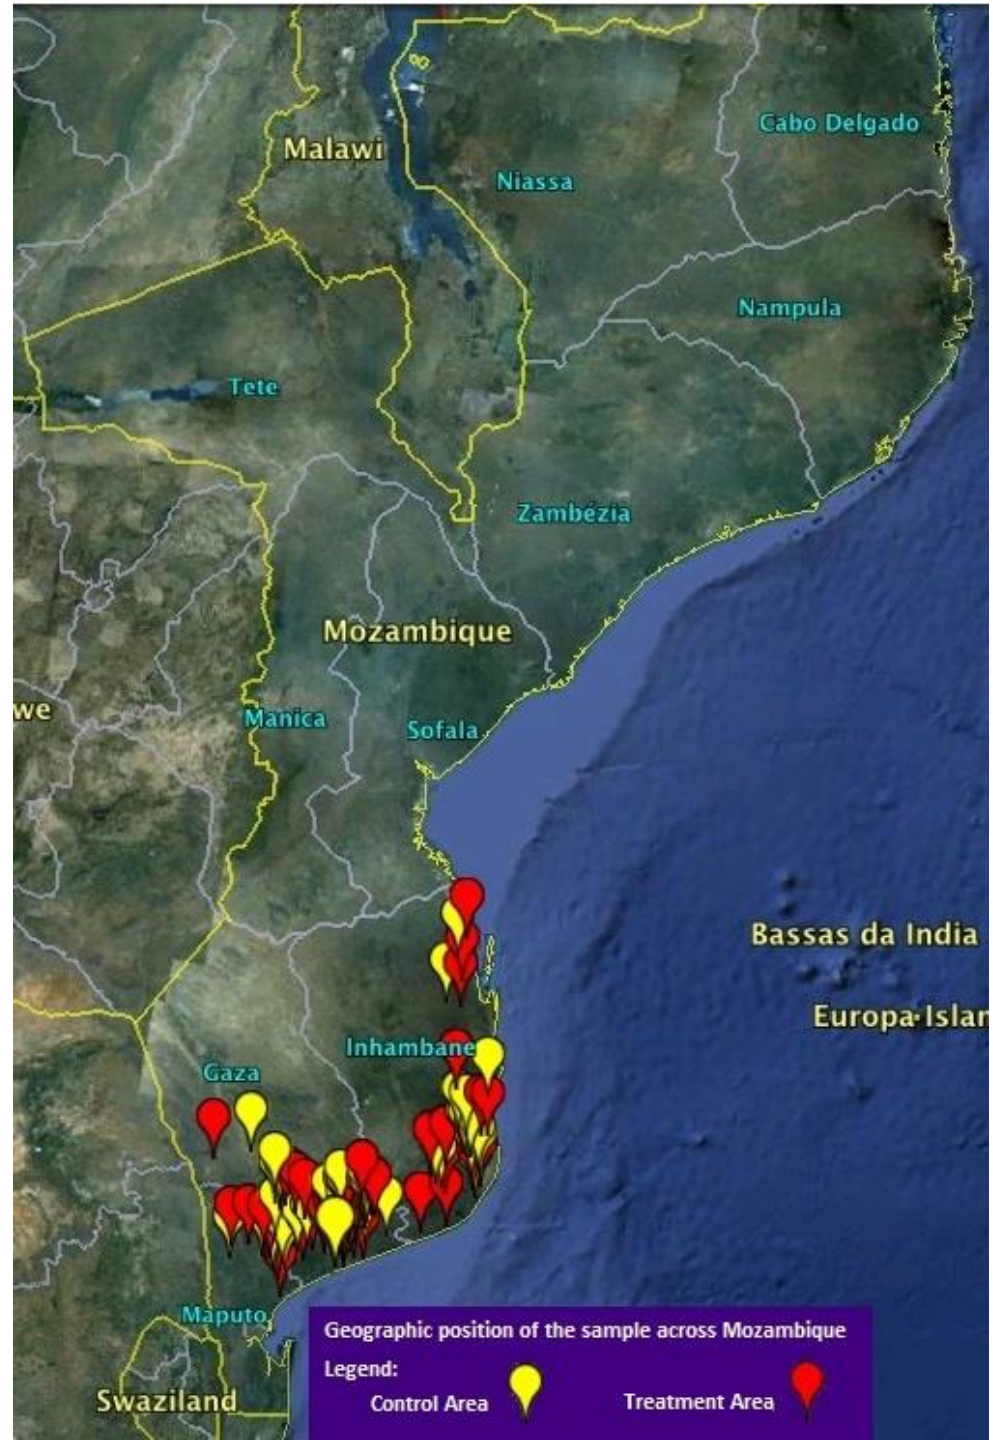 Cabo Delgado
Malawi
Niassa
Nampula
Tete
Zambézia
Mozambique
we
Manica
Sofala
Bassas da India
Europa Islan
Inhambane
Gaza
Maputo
Geographic position of the sample across Mozambique
Legend:
Control Area Treatment Area
Swaziland